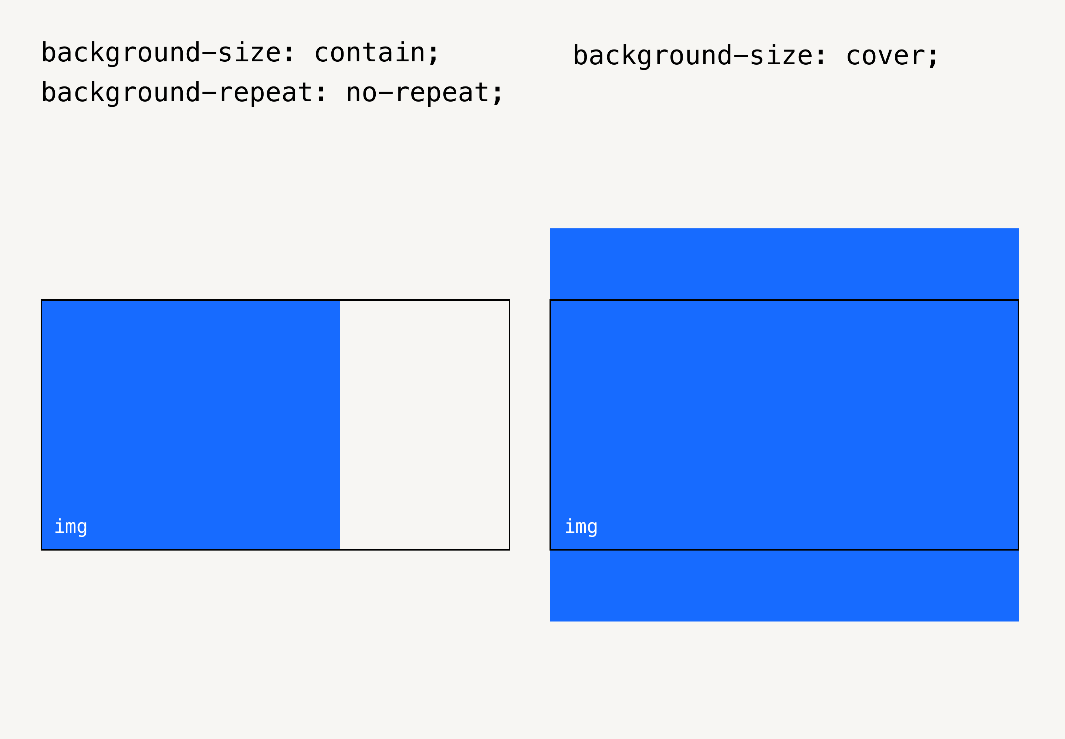 background-size: contain;
background-repeat: no-repeat;
background-size: cover;
img
img